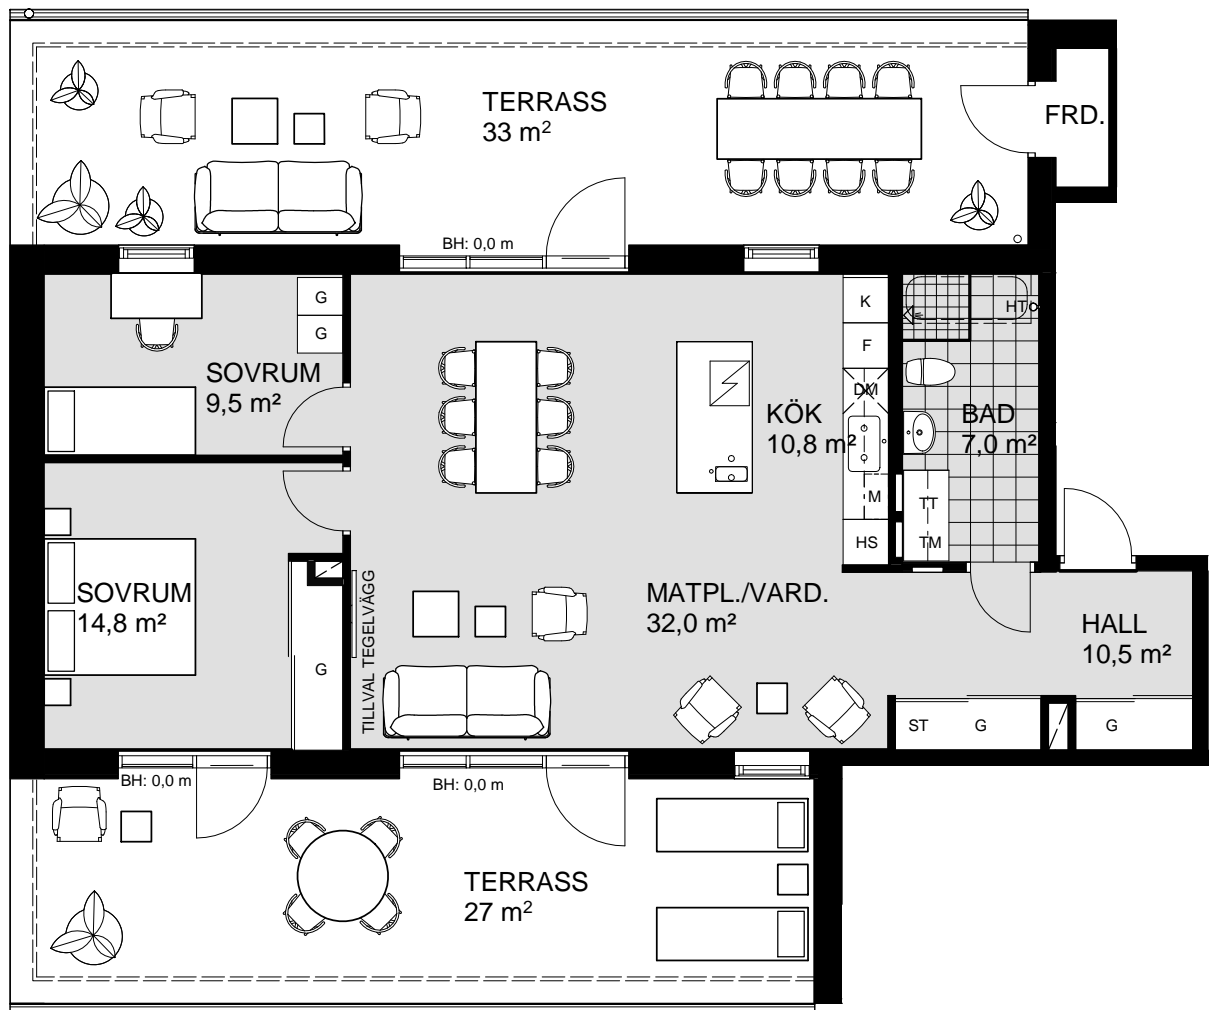 TERRASS
33 m²
FRD.
BH: 0,0 m
G
G
SOVRUM
9,5 m²
K
F
DM
KÖK
10,8 m²
M
HS
HT
BAD
7,0 m²
TT
TM
SOVRUM
14,8 m²
G
TILLVAL TEGELVÄGG
MATPL./VARD.
32,0 m²
HALL
10,5 m²
ST
G
G
BH: 0,0 m
BH: 0,0 m
TERRASS
27 m²